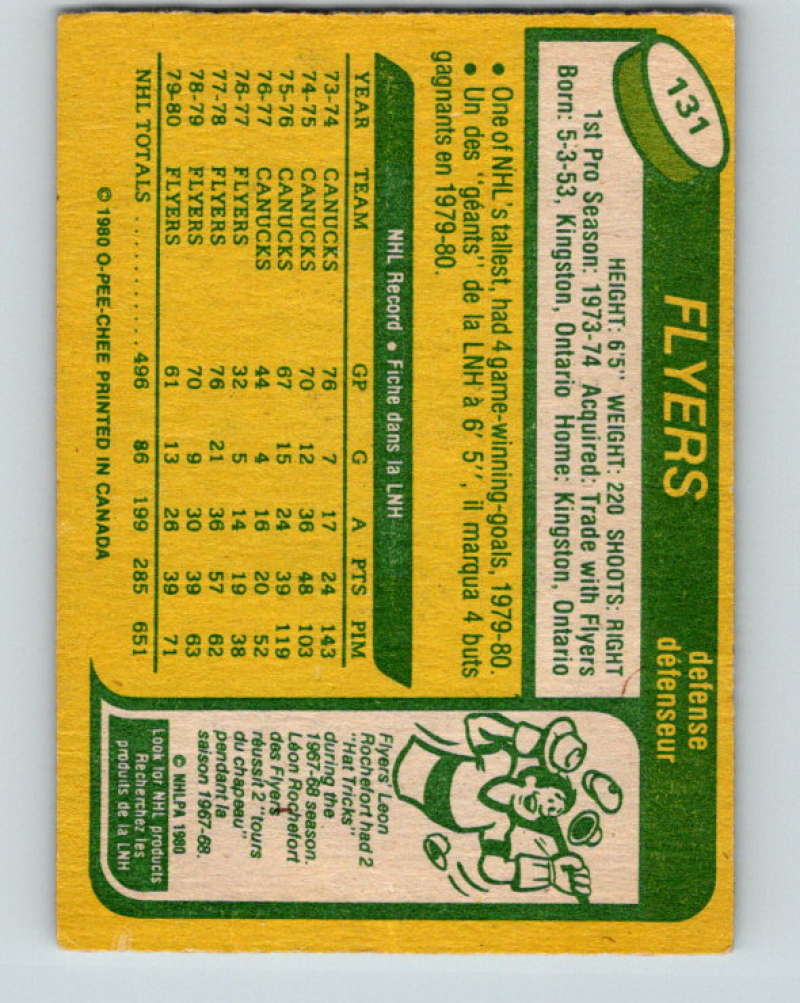 131
FLYERS
defense
défenseur
HEIGHT: 6'5" WEIGHT: 220 SHOOTS: RIGHT
1st Pro Season: 1973-74 Acquired: Trade with Flyers
Born: 5-3-53, Kingston, Ontario Home: Kingston, Ontario
• One of NHL's tallest, had 4 game-winning-goals, 1979-80.
• Un des "géants" de la LNH à 6' 5", il marqua 4 buts
gagnants en 1979-80.
NHL Record • Fiche dans la LNH
YEAR TEAM GP G A PTS PIM
73-74 CANUCKS 76 7 17 24 143
74-75 CANUCKS 70 12 36 48 103
75-76 CANUCKS 67 15 24 39 119
76-77 CANUCKS 44 4 16 20 52
76-77 FLYERS 32 5 14 19 38
77-78 FLYERS 76 21 36 57 62
78-79 FLYERS 70 9 30 39 63
79-80 FLYERS 61 13 26 39 71
NHL TOTALS ........... 496 86 199 285 651
© 1980 O-PEE-CHEE PRINTED IN CANADA
Flyers' Leon
Rochefort had 2
"Hat Tricks"
during the
1967-68 season.
Léon Rochefort
des Flyers
réussit 2 "tours
du chapeau"
pendant la
saison 1967-68.
© NHLPA 1980
Look for NHL products
Recherchez les
produits de la LNH